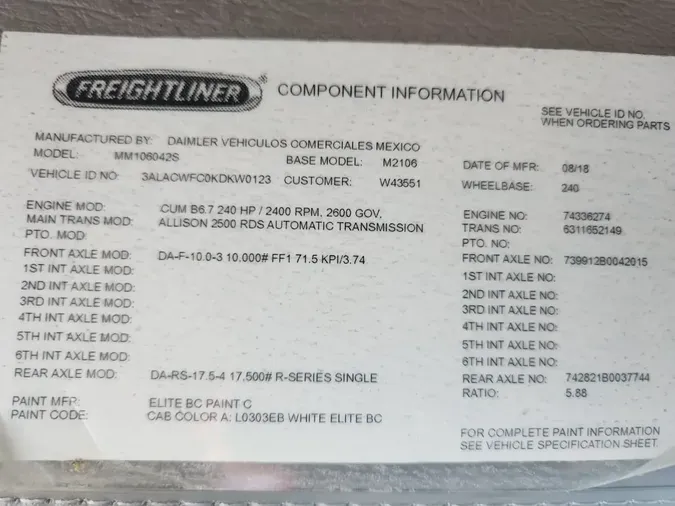 FREIGHTLINER® COMPONENT INFORMATION
SEE VEHICLE ID NO.
WHEN ORDERING PARTS
MANUFACTURED BY: DAIMLER VEHICULOS COMERCIALES MEXICO
MODEL: MM106042S BASE MODEL: M2106 DATE OF MFR: 08/18
VEHICLE ID NO: 3ALACWFC0KDKW0123 CUSTOMER: W43551 WHEELBASE: 240
ENGINE MOD: CUM B6.7 240 HP / 2400 RPM, 2600 GOV, ENGINE NO: 74336274
MAIN TRANS MOD: ALLISON 2500 RDS AUTOMATIC TRANSMISSION TRANS NO: 6311652149
PTO. MOD: PTO. NO:
FRONT AXLE MOD: DA-F-10.0-3 10,000# FF1 71.5 KPI/3.74 FRONT AXLE NO: 739912B0042015
1ST INT AXLE MOD: 1ST INT AXLE NO:
2ND INT AXLE MOD: 2ND INT AXLE NO:
3RD INT AXLE MOD: 3RD INT AXLE NO:
4TH INT AXLE MOD: 4TH INT AXLE NO:
5TH INT AXLE MOD: 5TH INT AXLE NO:
6TH INT AXLE MOD: 6TH INT AXLE NO:
REAR AXLE MOD: DA-RS-17.5-4 17,500# R-SERIES SINGLE REAR AXLE NO: 742821B0037744
RATIO: 5.88
PAINT MFR: ELITE BC PAINT C
PAINT CODE: CAB COLOR A: L0303EB WHITE ELITE BC
FOR COMPLETE PAINT INFORMATION
SEE VEHICLE SPECIFICATION SHEET.